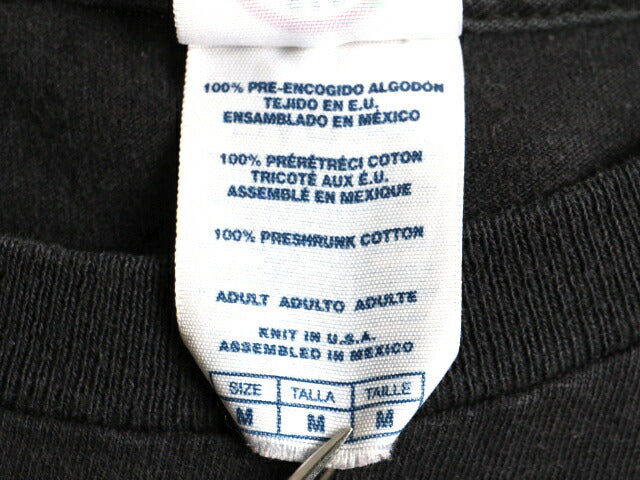 100% PRE-ENCOGIDO ALGODÓN
TEJIDO EN E.U.
ENSAMBLADO EN MÉXICO
100% PRÉRÉTRÉCI COTON
TRICOTÉ AUX É.U.
ASSEMBLÉ EN MEXIQUE
100% PRESHRUNK COTTON
ADULT ADULTO ADULTE
KNIT IN U.S.A.
ASSEMBLED IN MEXICO
SIZE TALLA TAILLE
M M M